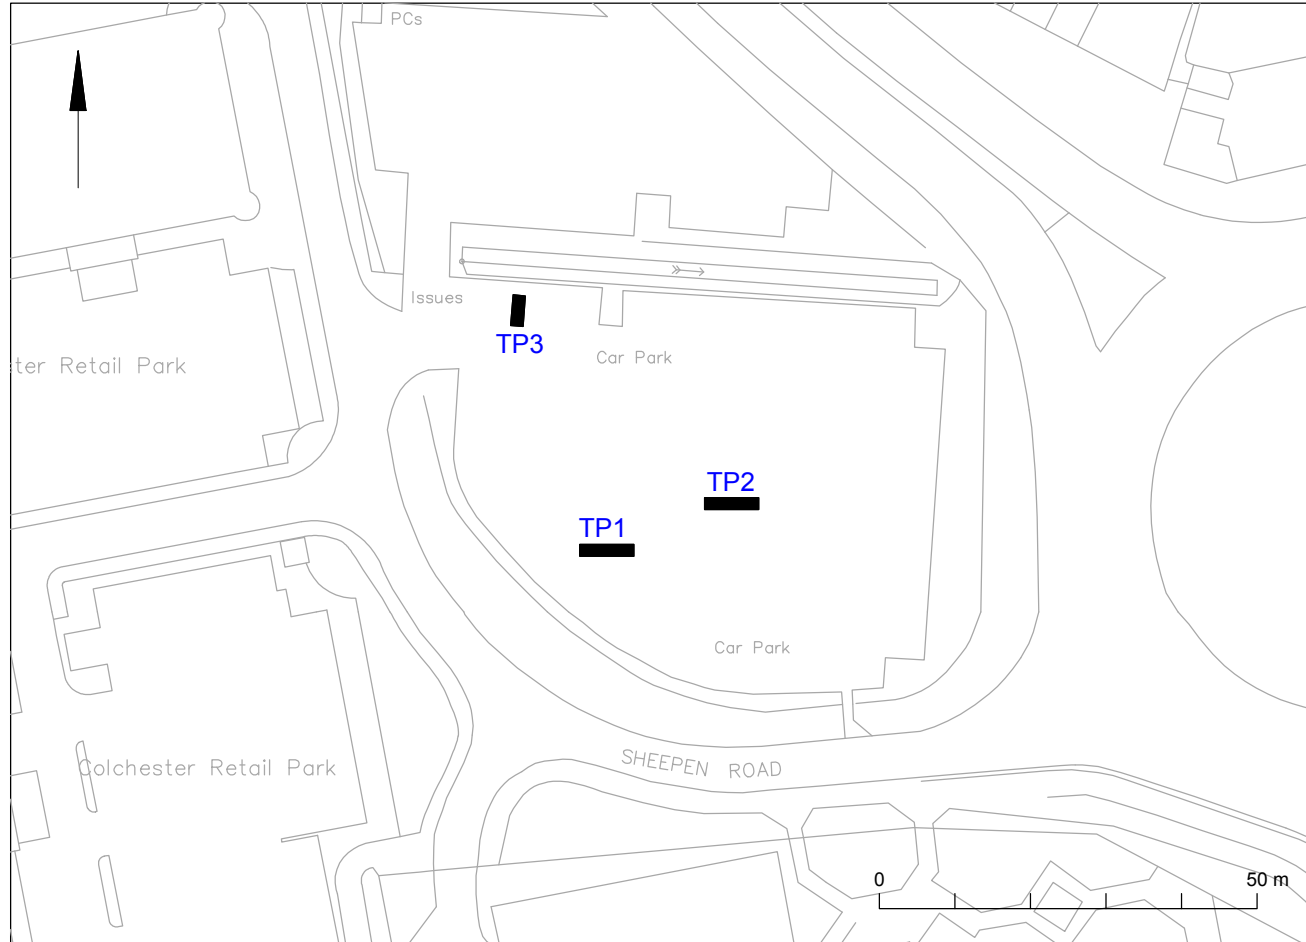 PCs
Issues
TP3
Car Park
ter Retail Park
TP2
TP1
Car Park
SHEEPEN ROAD
Colchester Retail Park
0
50 m